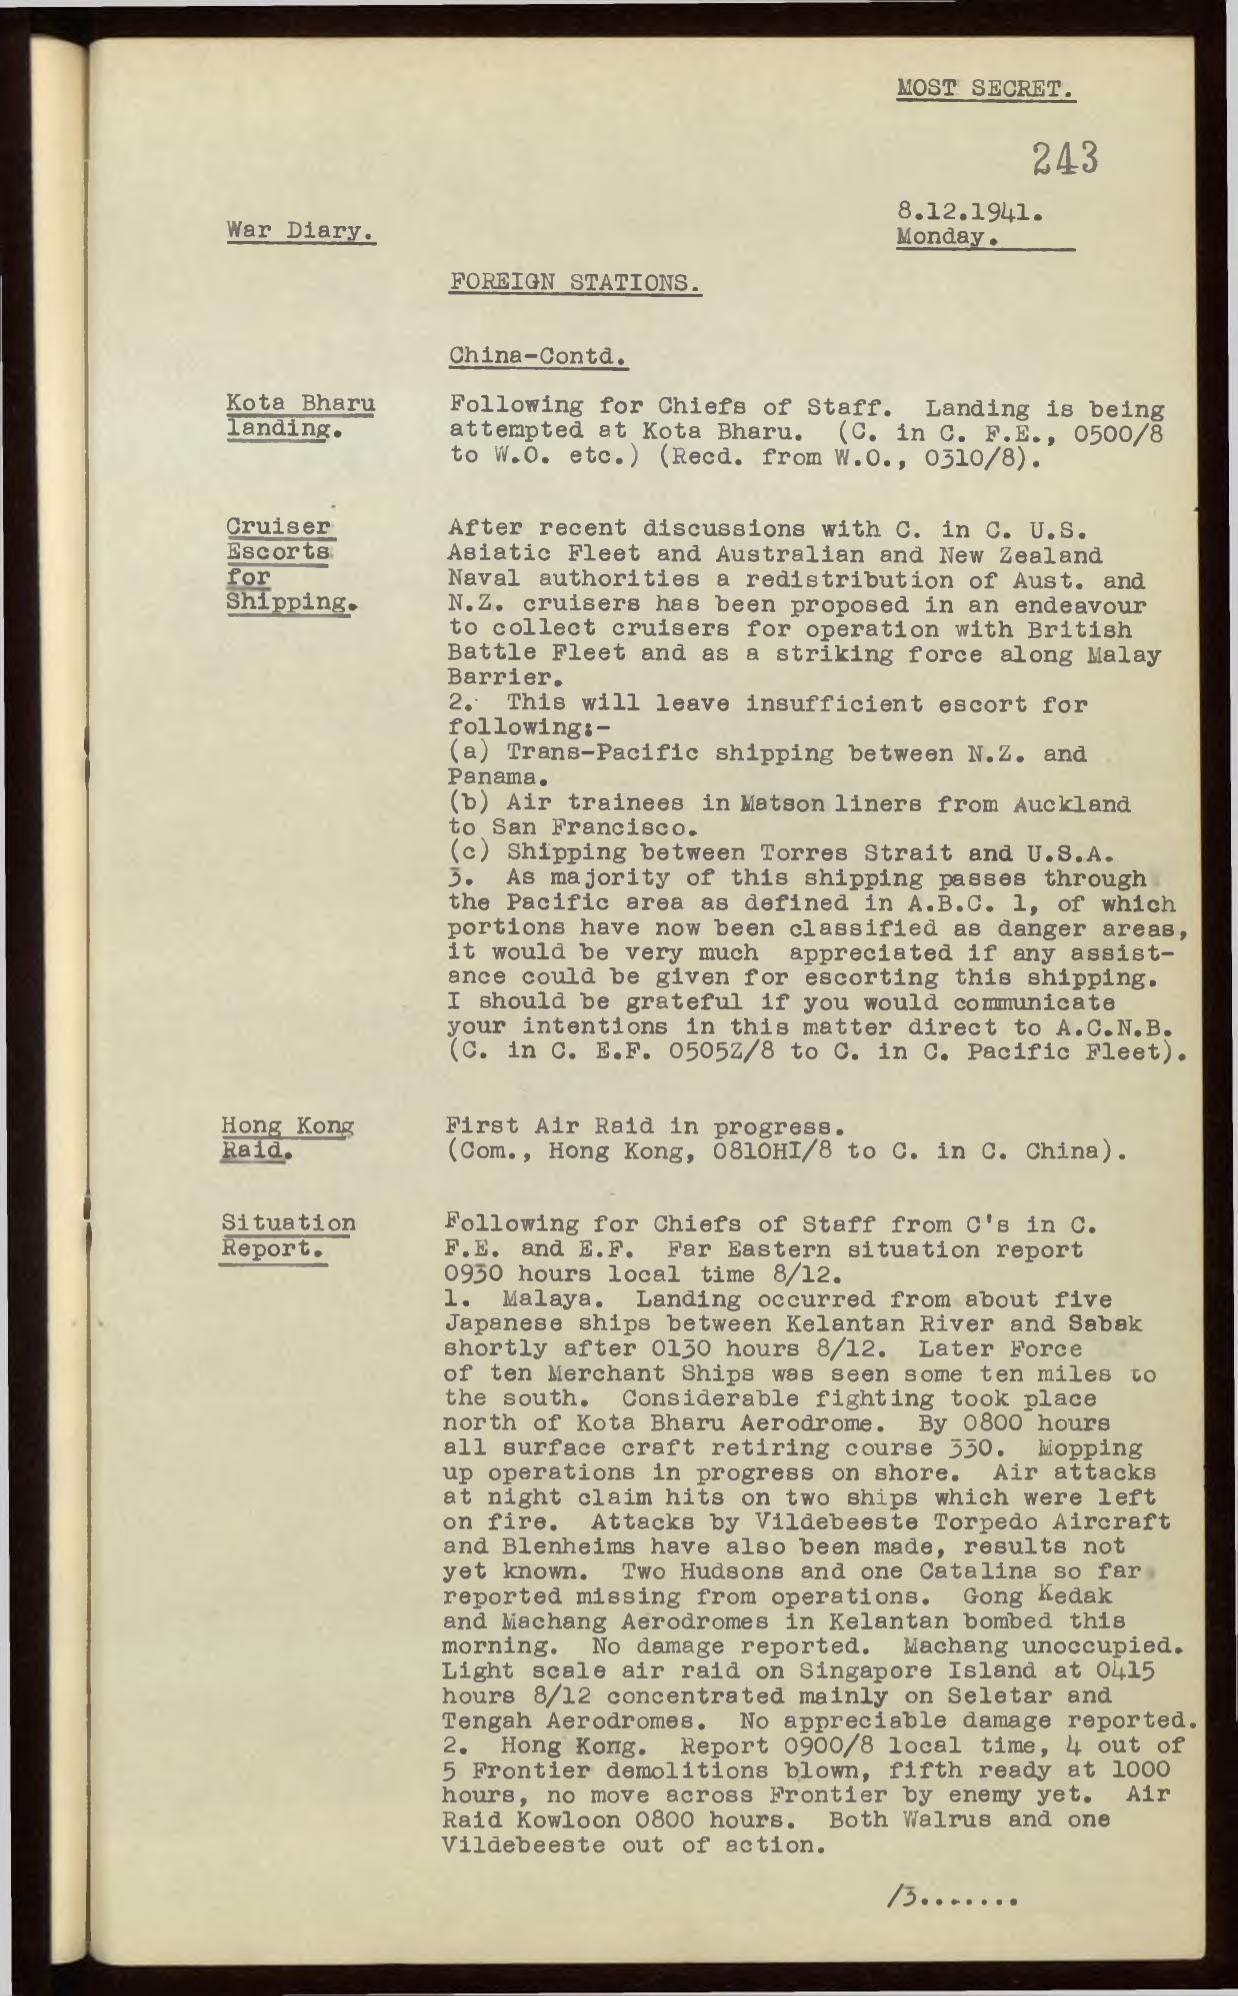 MOST SECRET.
243
8.12.1941.
War Diary.
Monday.
FOREIGN STATIONS.
China-Contd.
Kota Bharu
landing.
Following for Chiefs of Staff. Landing is being
attempted at Kota Bharu. (C. in C. F.E., 0500/8
to W.O. etc.) (Recd. from W.O., 0310/8).
Cruiser
Escorts
for
Shipping.
After recent discussions with C. in C. U.S.
Asiatic Fleet and Australian and New Zealand
Naval authorities a redistribution of Aust. and
N.Z. cruisers has been proposed in an endeavour
to collect cruisers for operation with British
Battle Fleet and as a striking force along Malay
Barrier.
2. This will leave insufficient escort for
following:-
(a) Trans-Pacific shipping between N.Z. and
Panama.
(b) Air trainees in Matson liners from Auckland
to San Francisco.
(c) Shipping between Torres Strait and U.S.A.
3. As majority of this shipping passes through
the Pacific area as defined in A.B.C. 1, of which
portions have now been classified as danger areas,
it would be very much appreciated if any assist-
ance could be given for escorting this shipping.
I should be grateful if you would communicate
your intentions in this matter direct to A.C.N.B.
(C. in C. E.F. 0505Z/8 to C. in C. Pacific Fleet).
Hong Kong
Raid.
First Air Raid in progress.
(Com., Hong Kong, 0810HI/8 to C. in C. China).
Situation
Report.
Following for Chiefs of Staff from C's in C.
F.E. and E.F. Far Eastern situation report
0930 hours local time 8/12.
1. Malaya. Landing occurred from about five
Japanese ships between Kelantan River and Sabak
shortly after 0130 hours 8/12. Later Force
of ten Merchant Ships was seen some ten miles to
the south. Considerable fighting took place
north of Kota Bharu Aerodrome. By 0800 hours
all surface craft retiring course 330. Mopping
up operations in progress on shore. Air attacks
at night claim hits on two ships which were left
on fire. Attacks by Vildebeeste Torpedo Aircraft
and Blenheims have also been made, results not
yet known. Two Hudsons and one Catalina so far
reported missing from operations. Gong Kedak
and Machang Aerodromes in Kelantan bombed this
morning. No damage reported. Machang unoccupied.
Light scale air raid on Singapore Island at 0415
hours 8/12 concentrated mainly on Seletar and
Tengah Aerodromes. No appreciable damage reported.
2. Hong Kong. Report 0900/8 local time, 4 out of
5 Frontier demolitions blown, fifth ready at 1000
hours, no move across Frontier by enemy yet. Air
Raid Kowloon 0800 hours. Both Walrus and one
Vildebeeste out of action.
/3.......